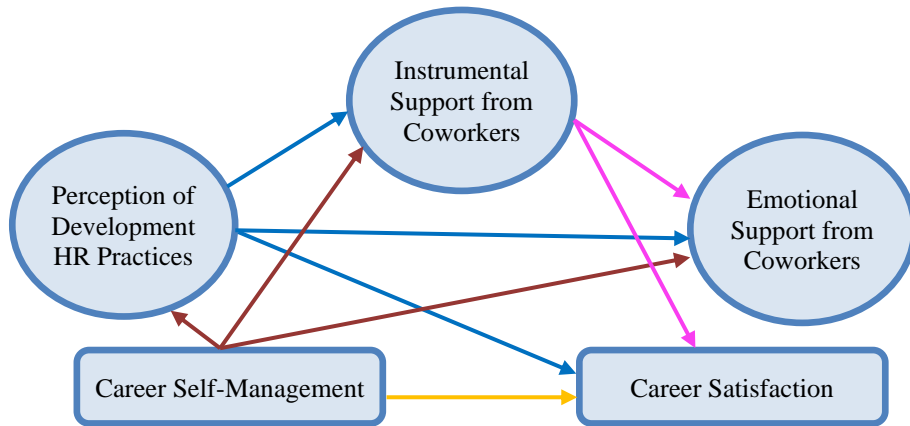 Instrumental
Support from
Coworkers
Perception of
Development
HR Practices
Emotional
Support from
Coworkers
Career Self-Management
Career Satisfaction